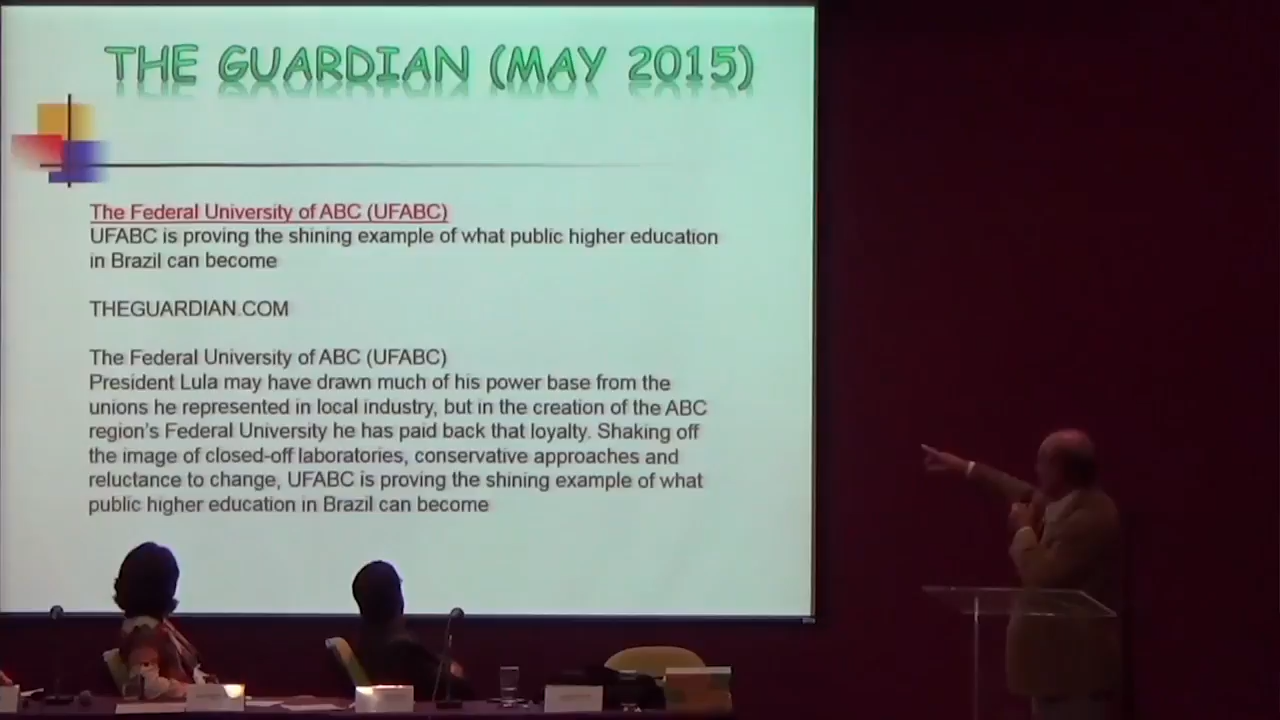 THE GUARDIAN (MAY 2015)
The Federal University of ABC (UFABC)
UFABC is proving the shining example of what public higher education
in Brazil can become
THEGUARDIAN.COM
The Federal University of ABC (UFABC)
President Lula may have drawn much of his power base from the
unions he represented in local industry, but in the creation of the ABC
region's Federal University he has paid back that loyalty. Shaking off
the image of closed-off laboratories, conservative approaches and
reluctance to change, UFABC is proving the shining example of what
public higher education in Brazil can become